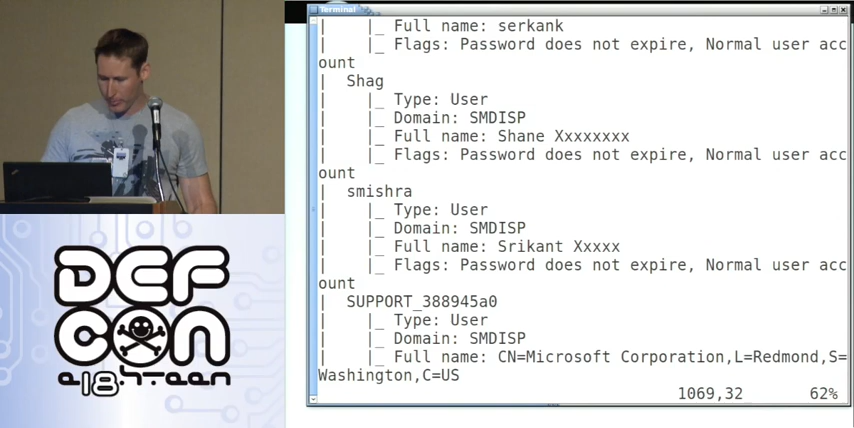 Terminal
|_ Full name: serkank
|_ Flags: Password does not expire, Normal user acc
ount
| Shag
|_ Type: User
|_ Domain: SMDISP
|_ Full name: Shane Xxxxxxxx
|_ Flags: Password does not expire, Normal user acc
ount
| smishra
|_ Type: User
|_ Domain: SMDISP
|_ Full name: Srikant Xxxxx
|_ Flags: Password does not expire, Normal user acc
ount
| SUPPORT_388945a0
|_ Type: User
|_ Domain: SMDISP
|_ Full name: CN=Microsoft Corporation,L=Redmond,S=
Washington,C=US
1069,32 62%
DEF
CON
e18hteen